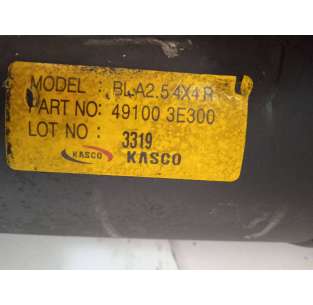 MODEL : BLA2.5 4X4 R
PART NO: 49100 3E300
LOT NO : 3319
KASCO KASCO